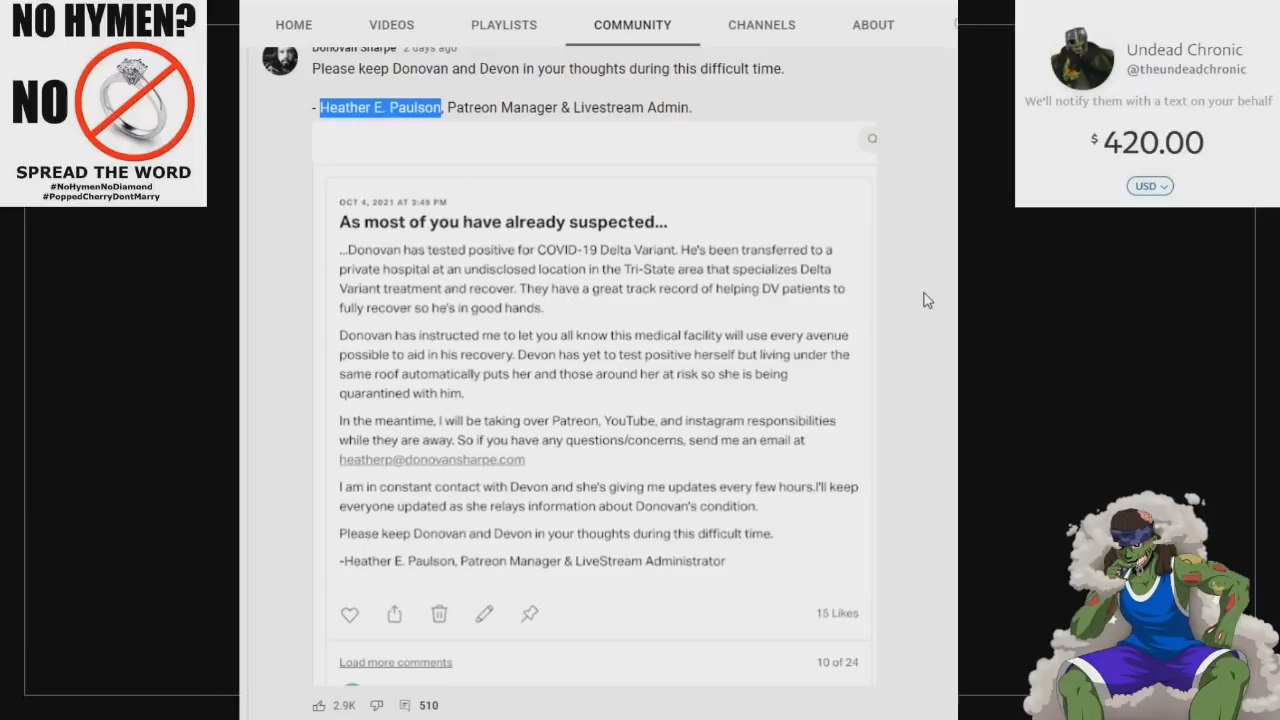 NO HYMEN?
NO
SPREAD THE WORD
#NoHymenNoDiamond
#PoppedCherryDontMarry
HOME VIDEOS PLAYLISTS COMMUNITY CHANNELS ABOUT
Donovan Sharpe 2 days ago
Please keep Donovan and Devon in your thoughts during this difficult time.
- Heather E. Paulson, Patreon Manager & Livestream Admin.
OCT 4, 2021 AT 3:49 PM
As most of you have already suspected...
...Donovan has tested positive for COVID-19 Delta Variant. He's been transferred to a
private hospital at an undisclosed location in the Tri-State area that specializes Delta
Variant treatment and recover. They have a great track record of helping DV patients to
fully recover so he's in good hands.
Donovan has instructed me to let you all know this medical facility will use every avenue
possible to aid in his recovery. Devon has yet to test positive herself but living under the
same roof automatically puts her and those around her at risk so she is being
quarantined with him.
In the meantime, I will be taking over Patreon, YouTube, and instagram responsibilities
while they are away. So if you have any questions/concerns, send me an email at
heatherp@donovansharpe.com
I am in constant contact with Devon and she's giving me updates every few hours.I'll keep
everyone updated as she relays information about Donovan's condition.
Please keep Donovan and Devon in your thoughts during this difficult time.
-Heather E. Paulson, Patreon Manager & LiveStream Administrator
15 Likes
Load more comments 10 of 24
2.9K 510
Undead Chronic
@theundeadchronic
We'll notify them with a text on your behalf
$ 420.00
USD